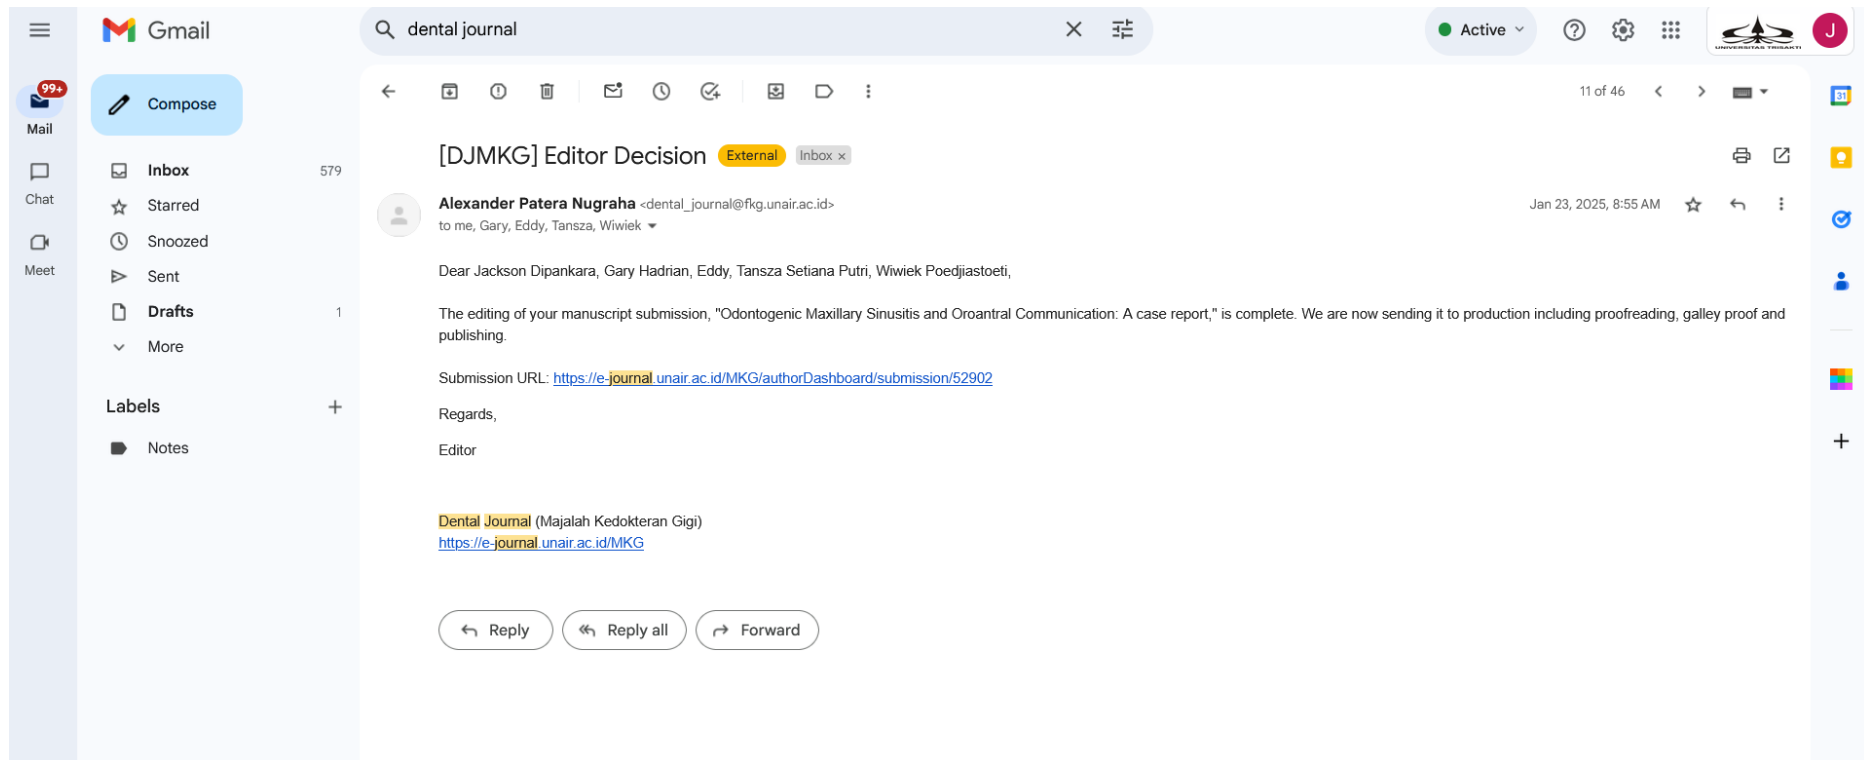 Gmail
dental journal
Active
UNIVERSITAS TRISAKTI
J
99+
Mail
Chat
Meet
Compose
Inbox 579
Starred
Snoozed
Sent
Drafts 1
More
Labels
Notes
11 of 46
31
[DJMKG] Editor Decision External Inbox x
Alexander Patera Nugraha <dental_journal@fkg.unair.ac.id> Jan 23, 2025, 8:55 AM
to me, Gary, Eddy, Tansza, Wiwiek
Dear Jackson Dipankara, Gary Hadrian, Eddy, Tansza Setiana Putri, Wiwiek Poedjiastoeti,
The editing of your manuscript submission, "Odontogenic Maxillary Sinusitis and Oroantral Communication: A case report," is complete. We are now sending it to production including proofreading, galley proof and
publishing.
Submission URL: https://e-journal.unair.ac.id/MKG/authorDashboard/submission/52902
Regards,
Editor
Dental Journal (Majalah Kedokteran Gigi)
https://e-journal.unair.ac.id/MKG
Reply Reply all Forward